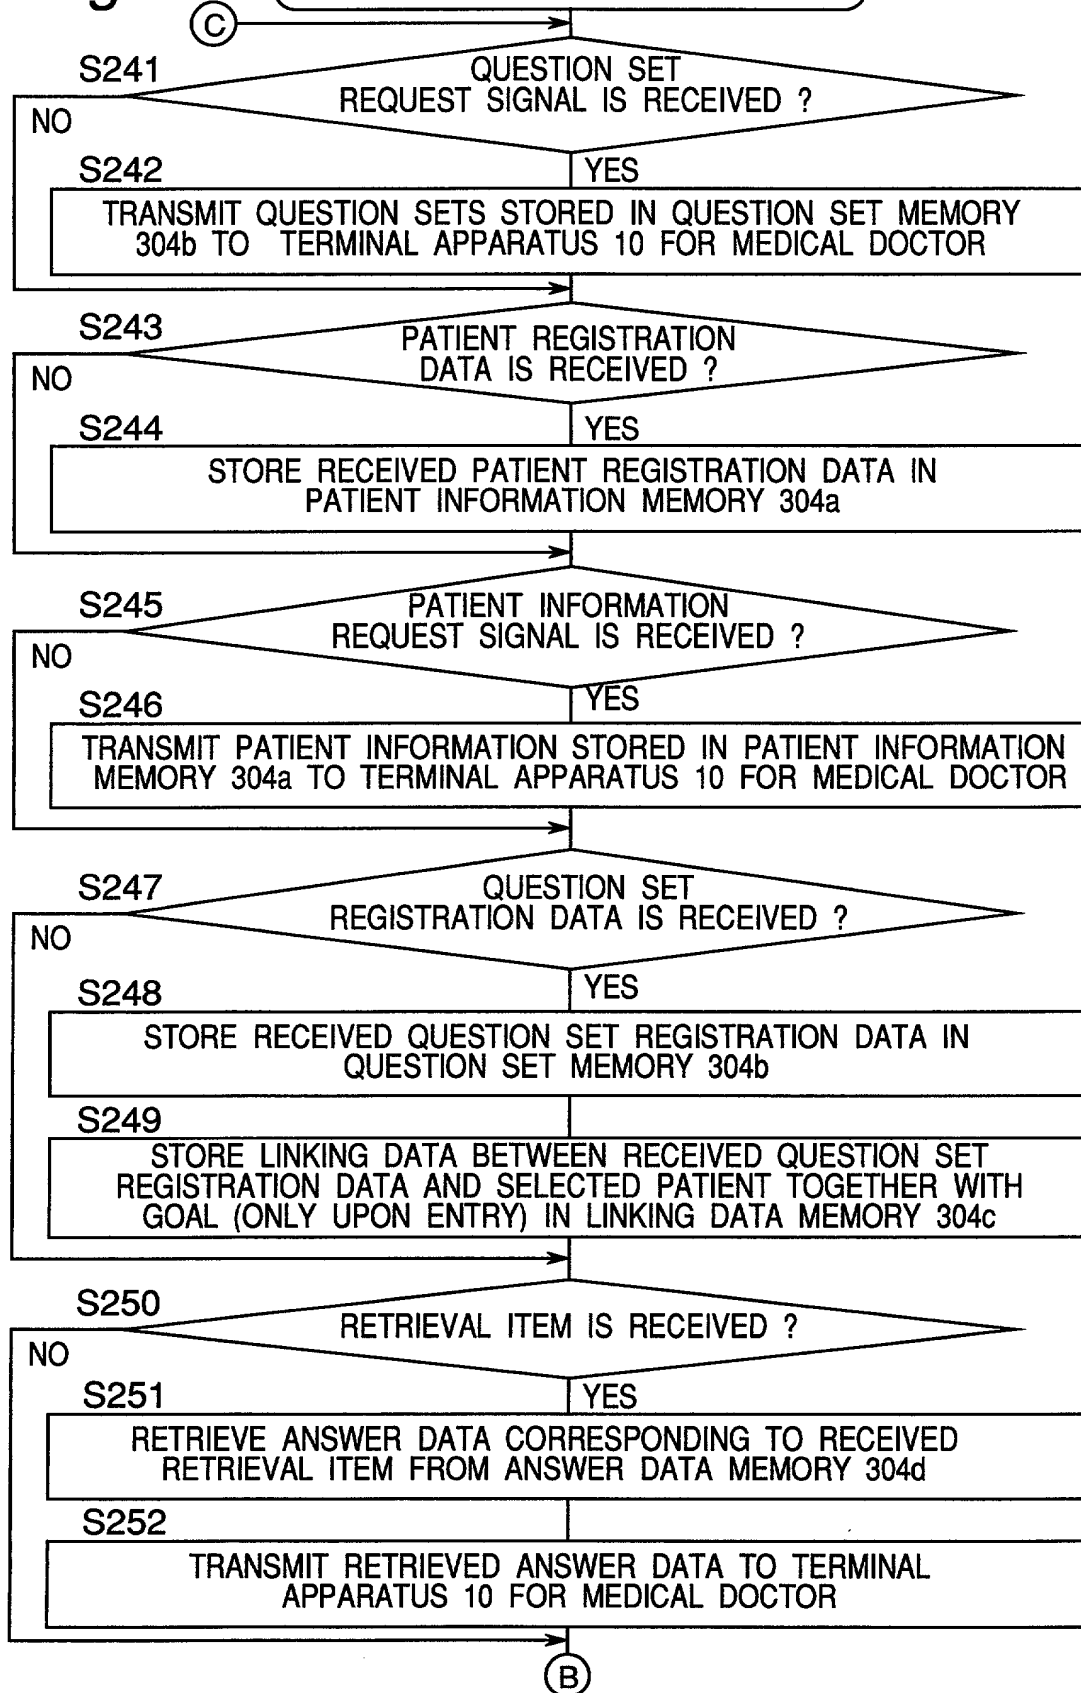 C
S241
QUESTION SET
REQUEST SIGNAL IS RECEIVED ?
NO
YES
S242
TRANSMIT QUESTION SETS STORED IN QUESTION SET MEMORY
304b TO TERMINAL APPARATUS 10 FOR MEDICAL DOCTOR
S243
PATIENT REGISTRATION
DATA IS RECEIVED ?
NO
YES
S244
STORE RECEIVED PATIENT REGISTRATION DATA IN
PATIENT INFORMATION MEMORY 304a
S245
PATIENT INFORMATION
REQUEST SIGNAL IS RECEIVED ?
NO
YES
S246
TRANSMIT PATIENT INFORMATION STORED IN PATIENT INFORMATION
MEMORY 304a TO TERMINAL APPARATUS 10 FOR MEDICAL DOCTOR
S247
QUESTION SET
REGISTRATION DATA IS RECEIVED ?
NO
YES
S248
STORE RECEIVED QUESTION SET REGISTRATION DATA IN
QUESTION SET MEMORY 304b
S249
STORE LINKING DATA BETWEEN RECEIVED QUESTION SET
REGISTRATION DATA AND SELECTED PATIENT TOGETHER WITH
GOAL (ONLY UPON ENTRY) IN LINKING DATA MEMORY 304c
S250
RETRIEVAL ITEM IS RECEIVED ?
NO
YES
S251
RETRIEVE ANSWER DATA CORRESPONDING TO RECEIVED
RETRIEVAL ITEM FROM ANSWER DATA MEMORY 304d
S252
TRANSMIT RETRIEVED ANSWER DATA TO TERMINAL
APPARATUS 10 FOR MEDICAL DOCTOR
B